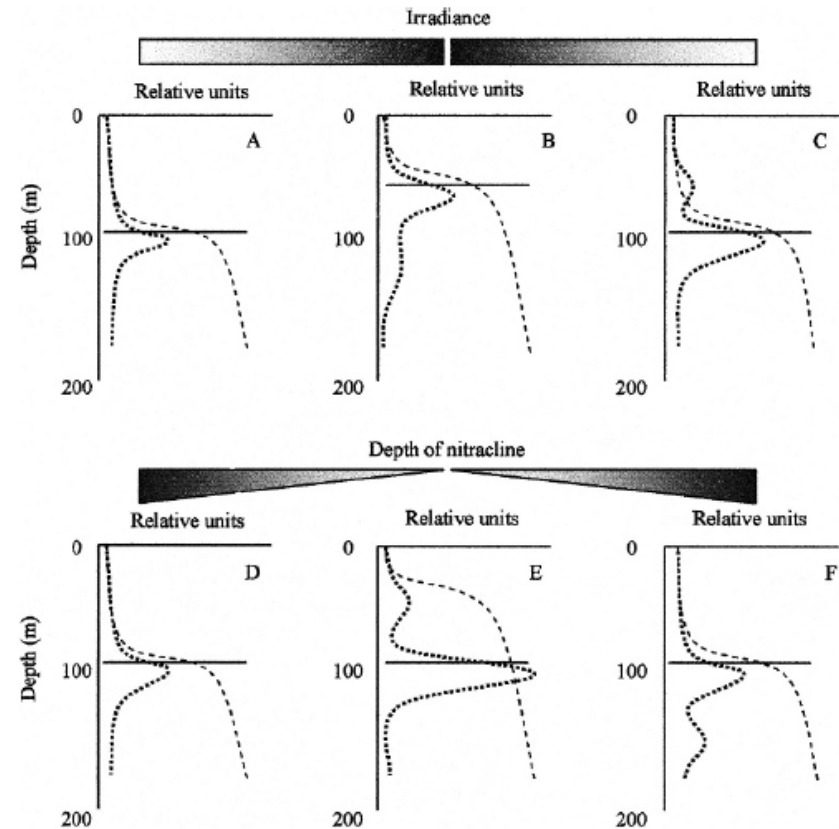 Irradiance
Relative units Relative units Relative units
0 0 0
A B C
Depth (m)
100 100 100
200 200 200
Depth of nitracline
Relative units Relative units Relative units
0 0 0
D E F
Depth (m)
100 100 100
200 200 200